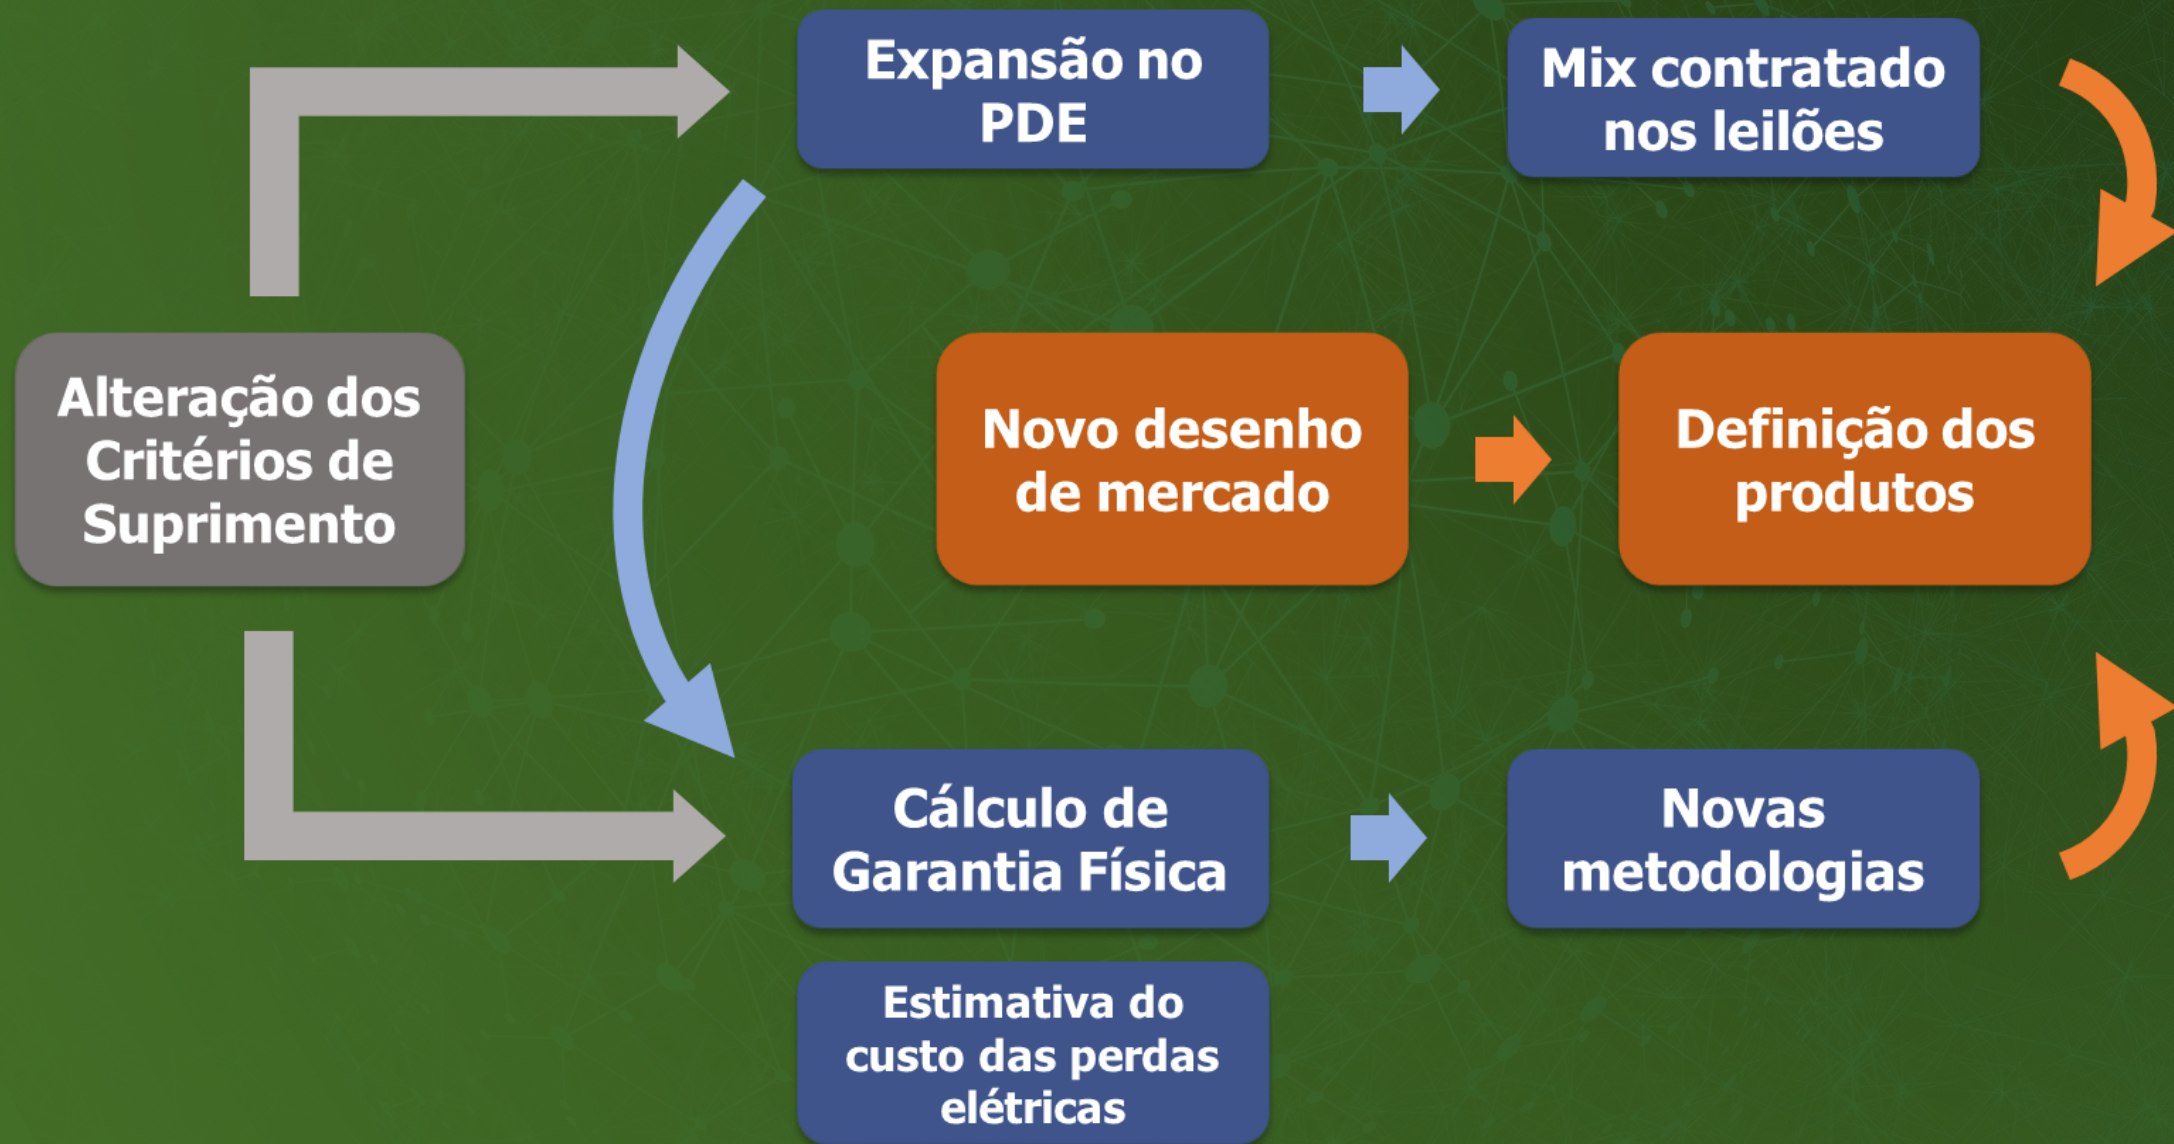 Expansão no
PDE
Mix contratado
nos leilões
Alteração dos
Critérios de
Suprimento
Novo desenho
de mercado
Definição dos
produtos
Cálculo de
Garantia Física
Novas
metodologias
Estimativa do
custo das perdas
elétricas